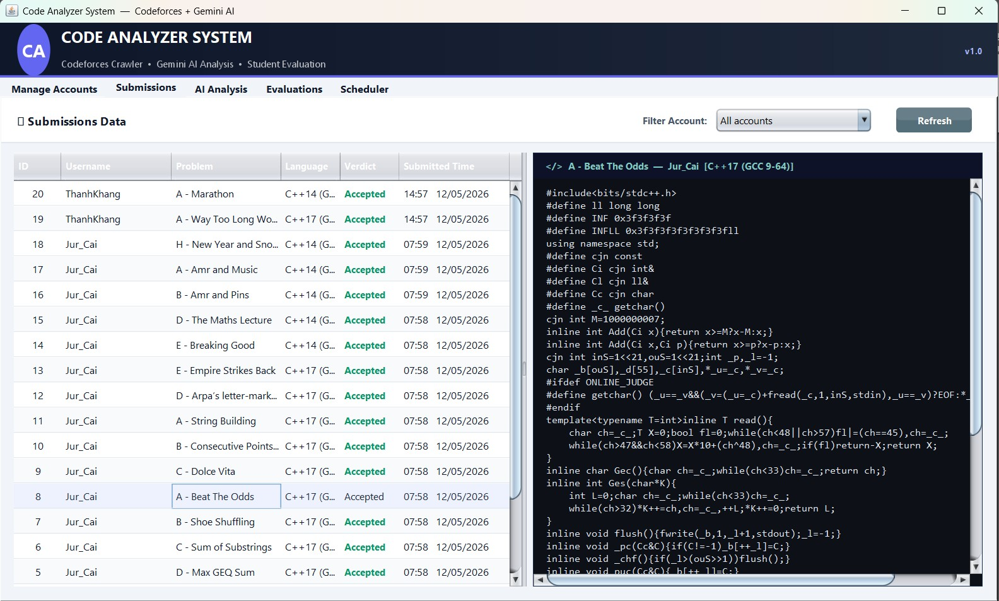 Code Analyzer System — Codeforces + Gemini AI
CA
CODE ANALYZER SYSTEM
Codeforces Crawler • Gemini AI Analysis • Student Evaluation
v1.0
Manage Accounts Submissions AI Analysis Evaluations Scheduler
Submissions Data
Filter Account: All accounts Refresh
ID Username Problem Language Verdict Submitted Time
20 ThanhKhang A - Marathon C++14 (G... Accepted 14:57 12/05/2026
19 ThanhKhang A - Way Too Long Wo... C++17 (G... Accepted 14:57 12/05/2026
18 Jur_Cai H - New Year and Sno... C++14 (G... Accepted 07:59 12/05/2026
17 Jur_Cai A - Amr and Music C++14 (G... Accepted 07:59 12/05/2026
16 Jur_Cai B - Amr and Pins C++14 (G... Accepted 07:59 12/05/2026
15 Jur_Cai D - The Maths Lecture C++14 (G... Accepted 07:58 12/05/2026
14 Jur_Cai E - Breaking Good C++14 (G... Accepted 07:58 12/05/2026
13 Jur_Cai E - Empire Strikes Back C++17 (G... Accepted 07:58 12/05/2026
12 Jur_Cai D - Arpa’s letter-mark... C++17 (G... Accepted 07:58 12/05/2026
11 Jur_Cai A - String Building C++17 (G... Accepted 07:58 12/05/2026
10 Jur_Cai B - Consecutive Points... C++17 (G... Accepted 07:58 12/05/2026
9 Jur_Cai C - Dolce Vita C++17 (G... Accepted 07:58 12/05/2026
8 Jur_Cai A - Beat The Odds C++17 (G... Accepted 07:58 12/05/2026
7 Jur_Cai B - Shoe Shuffling C++17 (G... Accepted 07:58 12/05/2026
6 Jur_Cai C - Sum of Substrings C++17 (G... Accepted 07:58 12/05/2026
5 Jur_Cai D - Max GEQ Sum C++17 (G... Accepted 07:58 12/05/2026
</> A - Beat The Odds — Jur_Cai [C++17 (GCC 9-64)]
#include<bits/stdc++.h>
#define ll long long
#define INF 0x3f3f3f3f
#define INFLL 0x3f3f3f3f3f3f3f3fll
using namespace std;
#define cjn const
#define Ci cjn int&
#define Cl cjn ll&
#define Cc cjn char
#define _c_ getchar()
cjn int M=1000000007;
inline int Add(Ci x){return x>=M?x-M:x;}
inline int Add(Ci x,Ci p){return x>=p?x-p:x;}
cjn int inS=1<<21,ouS=1<<21;int _p,_l=-1;
char _b[ouS],_d[55],_c[inS],*_u=_c,*_v=_c;
#ifdef ONLINE_JUDGE
#define getchar() (_u==_v&&(_v=(_u=_c)+fread(_c,1,inS,stdin),_u==_v)?EOF:*_
#endif
template<typename T=int>inline T read(){
    char ch=_c_;T X=0;bool fl=0;while(ch<48||ch>57)fl|=(ch==45),ch=_c_;
    while(ch>47&&ch<58)X=X*10+(ch^48),ch=_c_;if(fl)return-X;return X;
}
inline char Gec(){char ch=_c_;while(ch<33)ch=_c_;return ch;}
inline int Ges(char*K){
    int L=0;char ch=_c_;while(ch<33)ch=_c_;
    while(ch>32)*K++=ch,ch=_c_,++L;*K++=0;return L;
}
inline void flush(){fwrite(_b,1,_l+1,stdout);_l=-1;}
inline void _pc(Cc&C){if(C!=-1)_b[++_l]=C;}
inline void _chf(){if(_l>(ouS>>1))flush();}
inline void puc(Cc&C){_b[++_l]=C;}